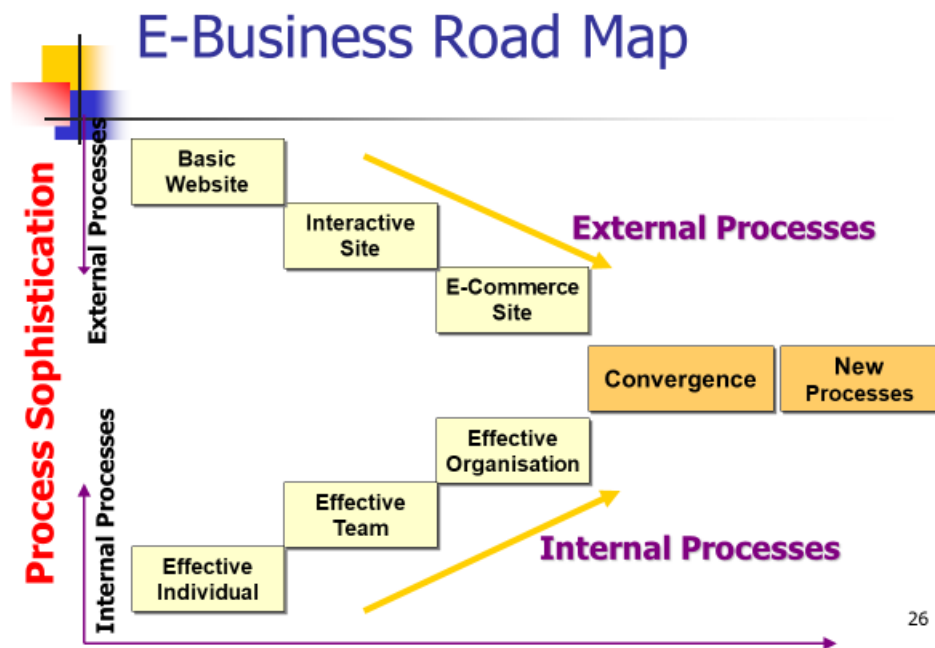 E-Business Road Map
Process Sophistication
External Processes
Internal Processes
Basic
Website
Interactive
Site
E-Commerce
Site
External Processes
Convergence
New
Processes
Effective
Organisation
Effective
Team
Effective
Individual
Internal Processes
26